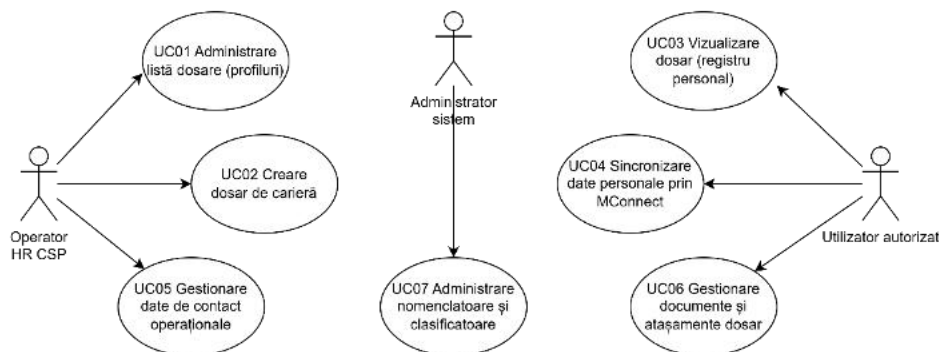 UC01 Administrare
listă dosare (profiluri)
Administrator
sistem
UC03 Vizualizare
dosar (registru
personal)
Operator
HR CSP
UC02 Creare
dosar de carieră
UC04 Sincronizare
date personale prin
MConnect
Utilizator autorizat
UC05 Gestionare
date de contact
operaționale
UC07 Administrare
nomenclatoare și
clasificatoare
UC06 Gestionare
documente și
atașamente dosar